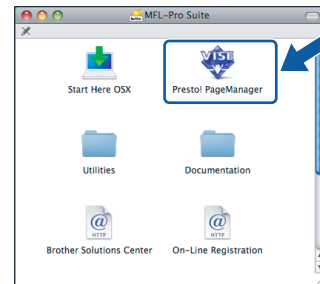 MFL-Pro Suite
VISE
Start Here OSX
Presto! PageManager
Utilities
Documentation
@
HTTP
@
HTTP
Brother Solutions Center
On-Line Registration